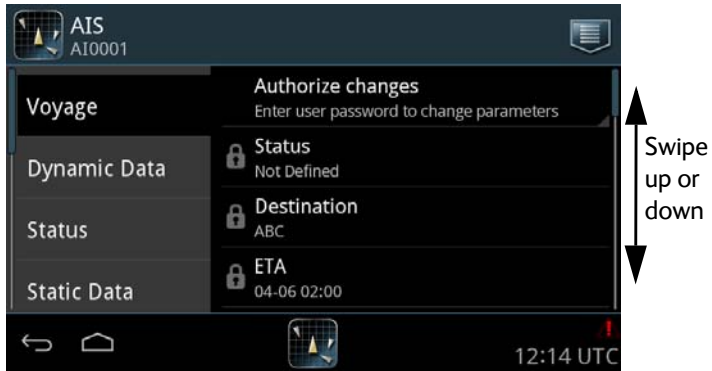 AIS
AI0001
Voyage
Dynamic Data
Status
Static Data
Authorize changes
Enter user password to change parameters
Status
Not Defined
Destination
ABC
ETA
04-06 02:00
Swipe
up or
down
12:14 UTC